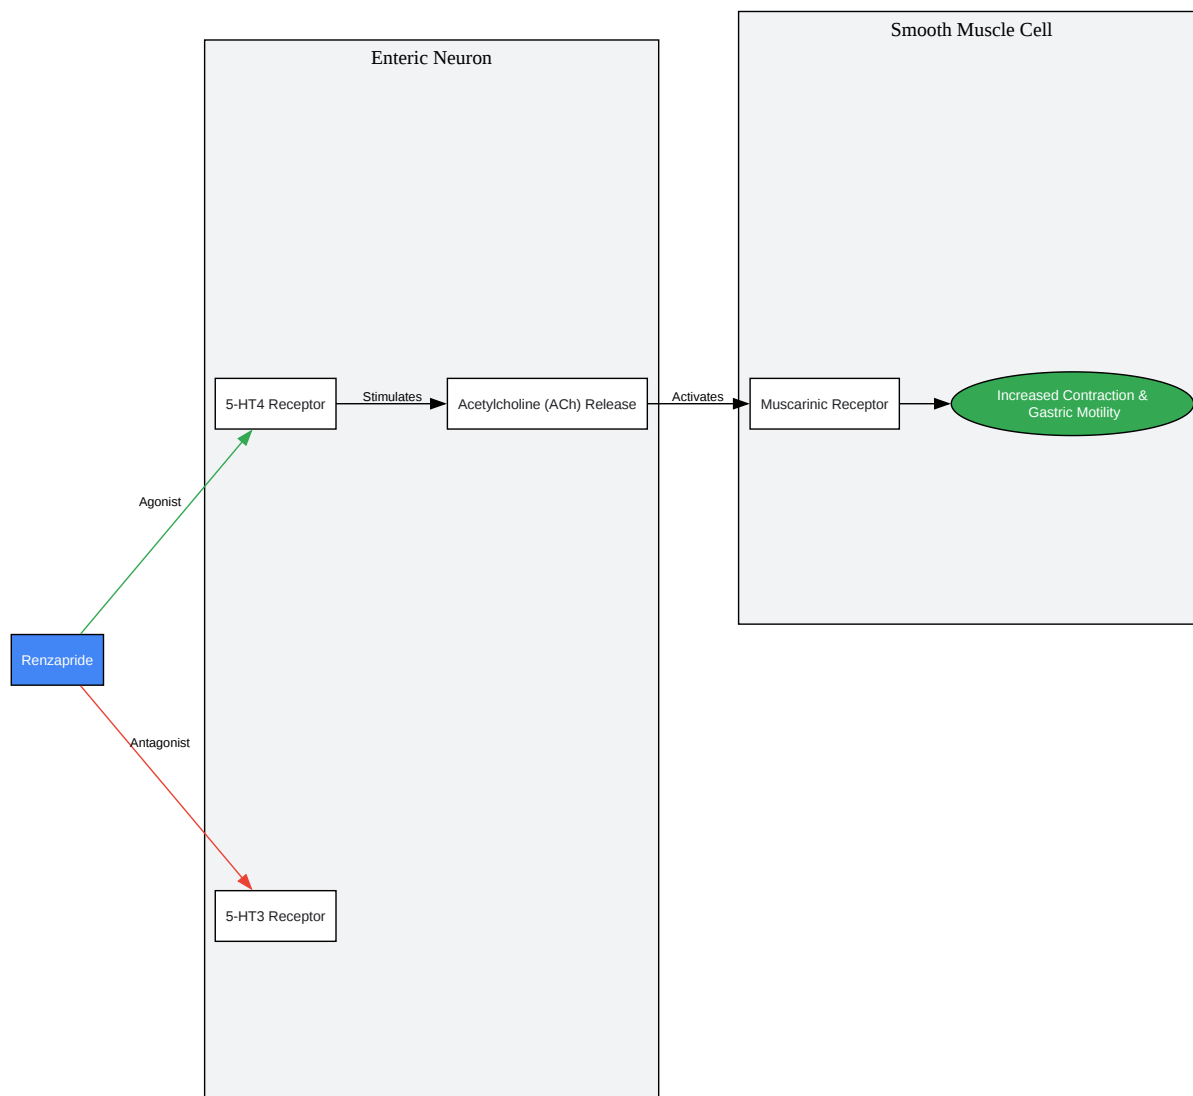 Smooth Muscle Cell
Enteric Neuron
5-HT4 Receptor
Stimulates
Acetylcholine (ACh) Release
Activates
Muscarinic Receptor
Increased Contraction &
Gastric Motility
Agonist
Renzapride
Antagonist
5-HT3 Receptor